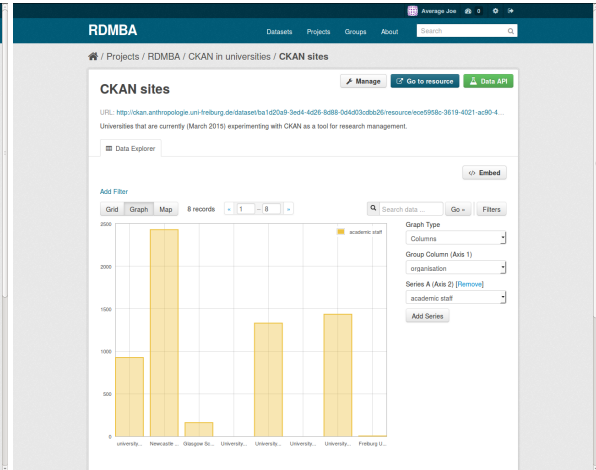 Average Joe 0
RDMBA
Datasets Projects Groups About Search
/ Projects / RDMBA / CKAN in universities / CKAN sites
CKAN sites
Manage Go to resource Data API
URL: http://ckan.anthropologie.uni-freiburg.de/dataset/ba1d20a9-3ed4-4d26-8d88-0d4d03cdbb26/resource/ece5958c-3619-4021-ac90-4...
Universities that are currently (March 2015) experimenting with CKAN as a tool for research management.
Data Explorer
</> Embed
Add Filter
Grid Graph Map 8 records « 1 – 8 » Search data ... Go » Filters
Graph Type
Columns
Group Column (Axis 1)
organisation
Series A (Axis 2) [Remove]
academic staff
Add Series
academic staff
2500
2000
1500
1000
500
0
university... Newcastle ... Glasgow Sc... University... University... University... University... Freiburg U...